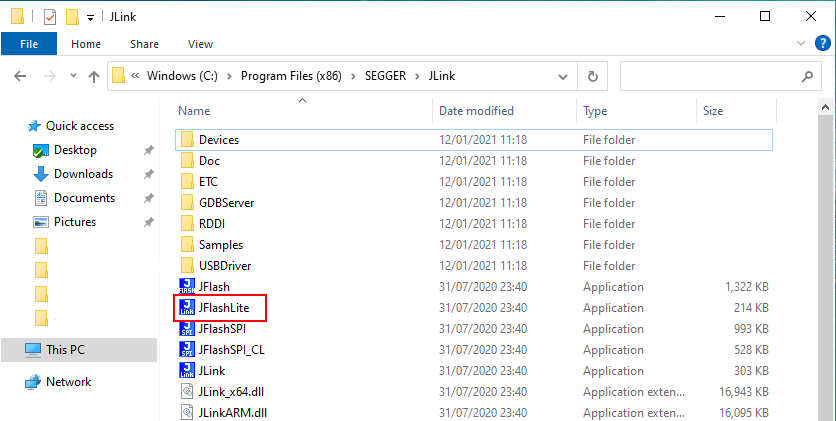 JLink
File Home Share View
« Windows (C:) › Program Files (x86) › SEGGER › JLink
Name Date modified Type Size
Quick access
Desktop
Downloads
Documents
Pictures
This PC
Network
Devices 12/01/2021 11:18 File folder
Doc 12/01/2021 11:18 File folder
ETC 12/01/2021 11:18 File folder
GDBServer 12/01/2021 11:18 File folder
RDDI 12/01/2021 11:18 File folder
Samples 12/01/2021 11:18 File folder
USBDriver 12/01/2021 11:18 File folder
JFlash 31/07/2020 23:40 Application 1,322 KB
JFlashLite 31/07/2020 23:40 Application 214 KB
JFlashSPI 31/07/2020 23:40 Application 993 KB
JFlashSPI_CL 31/07/2020 23:40 Application 528 KB
JLink 31/07/2020 23:40 Application 303 KB
JLink_x64.dll 31/07/2020 23:40 Application exten... 16,943 KB
JLinkARM.dll 31/07/2020 23:40 Application exten... 16,095 KB